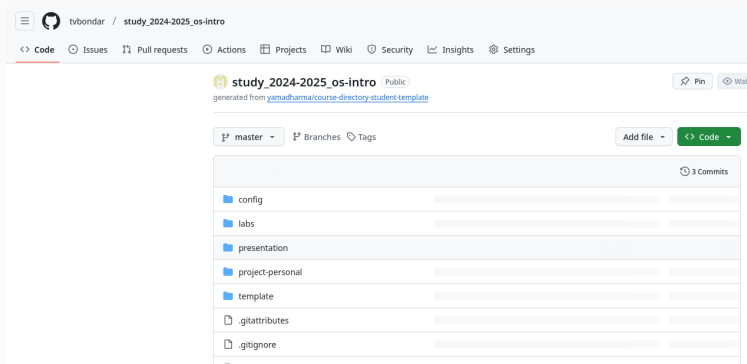 tvbondar / study_2024-2025_os-intro
Code Issues Pull requests Actions Projects Wiki Security Insights Settings
study_2024-2025_os-intro Public
Pin Wat
generated from yamadharma/course-directory-student-template
master Branches Tags Add file Code
3 Commits
config
labs
presentation
project-personal
template
.gitattributes
.gitignore